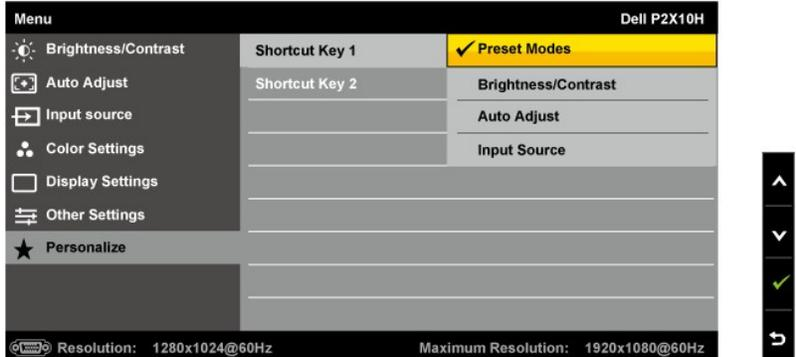 Menu Dell P2X10H
Brightness/Contrast Shortcut Key 1 Preset Modes
Auto Adjust Shortcut Key 2 Brightness/Contrast
Input source Auto Adjust
Color Settings Input Source
Display Settings
Other Settings
Personalize
Resolution: 1280x1024@60Hz Maximum Resolution: 1920x1080@60Hz